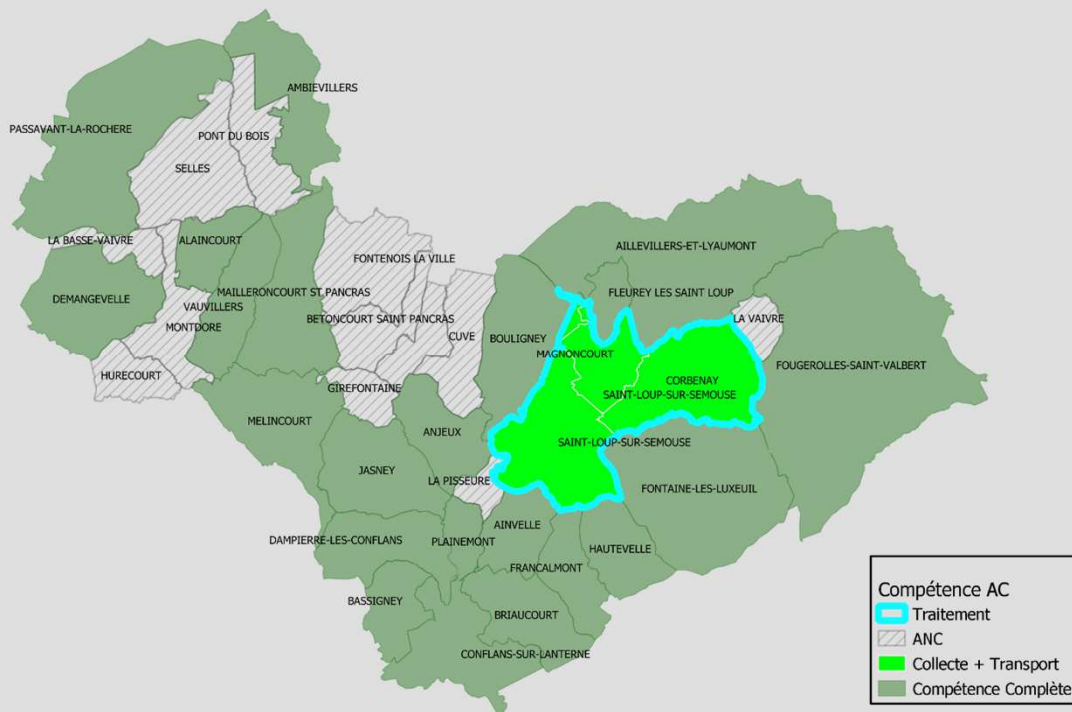 AMBIEVILLERS
PASSAVANT-LA-ROCHERE
PONT DU BOIS
SELLES
LA BASSE-VAIVRE
ALAINCOURT
AILLEVILLERS-ET-LYAUMONT
FONTENOIS LA VILLE
DEMANGEVELLE
MAILLERONCOURT ST PANCRAS
FLEUREY LES SAINT LOUP
VAUVILLERS
BETONCOURT SAINT PANCRAS
LA VAIVRE
MONTDORE
CUVE
BOULIGNEY
MAGNONCOURT
FOUGEROLLES-SAINT-VALBERT
HURECOURT
GIREFONTAINE
CORBENAY
SAINT-LOUP-SUR-SEMOUSE
MELINCOURT
ANJEUX
SAINT-LOUP-SUR-SEMOUSE
JASNEY
LA PISSEURE
FONTAINE-LES-LUXEUIL
AINVELLE
DAMPIERRE-LES-CONFLANS
PLAINEMONT
HAUTEVELLE
FRANCALMONT
BASSIGNEY
BRIAUCOURT
CONFLANS-SUR-LANTERNE
Compétence AC
Traitement
ANC
Collecte + Transport
Compétence Complète